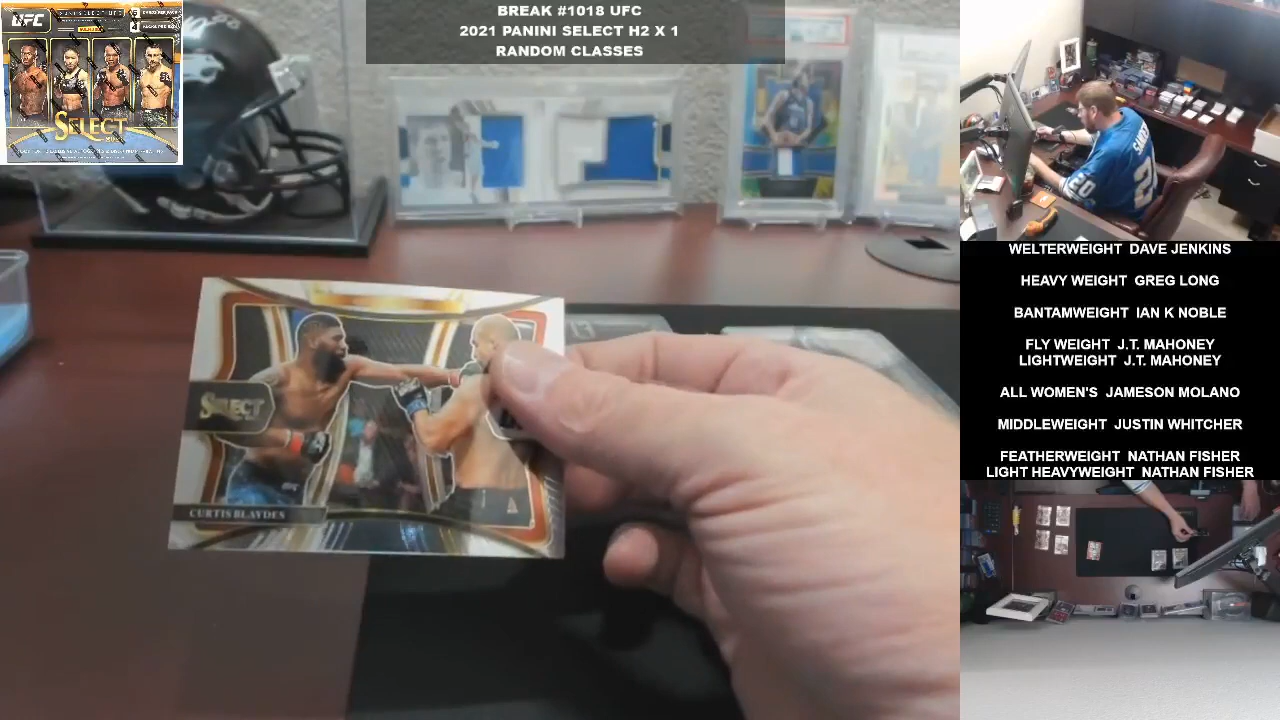 BREAK #1018 UFC
2021 PANINI SELECT H2 X 1
RANDOM CLASSES
UFC
SELECT
SELECT
CURTIS BLAYDES
20
WELTERWEIGHT DAVE JENKINS
HEAVY WEIGHT GREG LONG
BANTAMWEIGHT IAN K NOBLE
FLY WEIGHT J.T. MAHONEY
LIGHTWEIGHT J.T. MAHONEY
ALL WOMEN'S JAMESON MOLANO
MIDDLEWEIGHT JUSTIN WHITCHER
FEATHERWEIGHT NATHAN FISHER
LIGHT HEAVYWEIGHT NATHAN FISHER